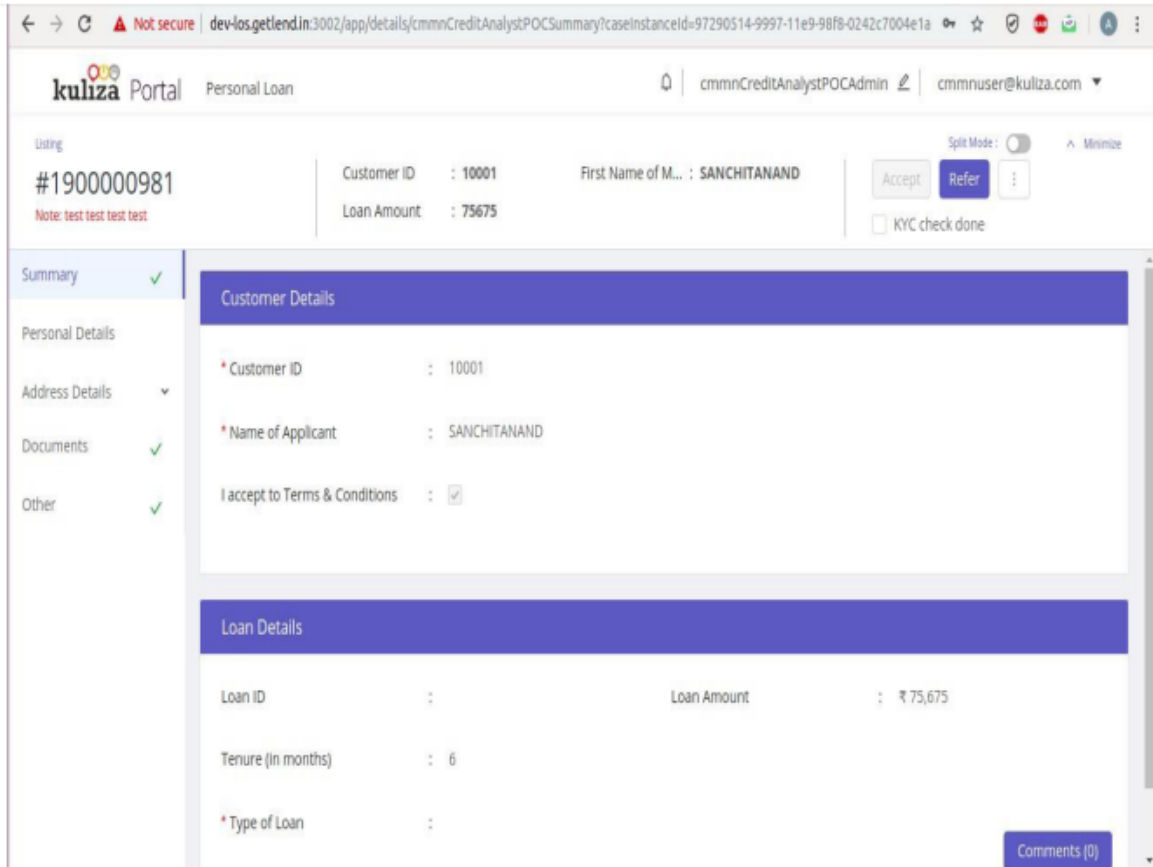 Not secure | dev-los.getlend.in:3002/app/details/cmmnCreditAnalystPOCSummary?caseInstanceId=97290514-9997-11e9-98f8-0242c7004e1a
kuliza Portal Personal Loan cmmnCreditAnalystPOCAdmin cmmnuser@kuliza.com
Listing
#1900000981
Note: test test test test
Customer ID : 10001 First Name of M... : SANCHITANAND
Loan Amount : 75675
Split Mode : Minimize
Accept Refer
KYC check done
Summary
Personal Details
Address Details
Documents
Other
Customer Details
* Customer ID : 10001
* Name of Applicant : SANCHITANAND
I accept to Terms & Conditions :
Loan Details
Loan ID : Loan Amount : ₹ 75,675
Tenure (in months) : 6
* Type of Loan :
Comments (0)